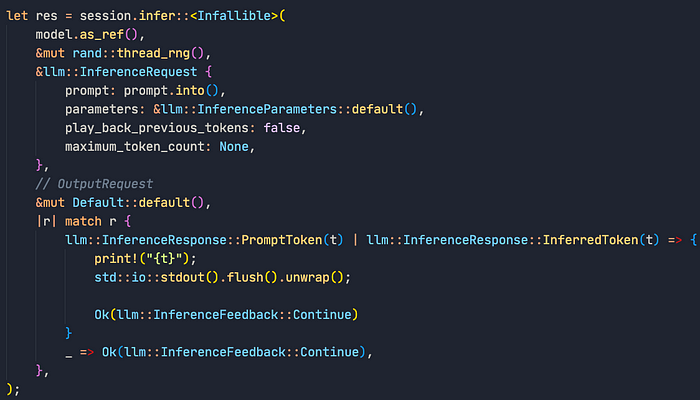 let res = session.infer::<Infallible>(
    model.as_ref(),
    &mut rand::thread_rng(),
    &llm::InferenceRequest {
        prompt: prompt.into(),
        parameters: &llm::InferenceParameters::default(),
        play_back_previous_tokens: false,
        maximum_token_count: None,
    },
    // OutputRequest
    &mut Default::default(),
    |r| match r {
        llm::InferenceResponse::PromptToken(t) | llm::InferenceResponse::InferredToken(t) => {
            print!("{t}");
            std::io::stdout().flush().unwrap();

            Ok(llm::InferenceFeedback::Continue)
        }
        _ => Ok(llm::InferenceFeedback::Continue),
    },
);